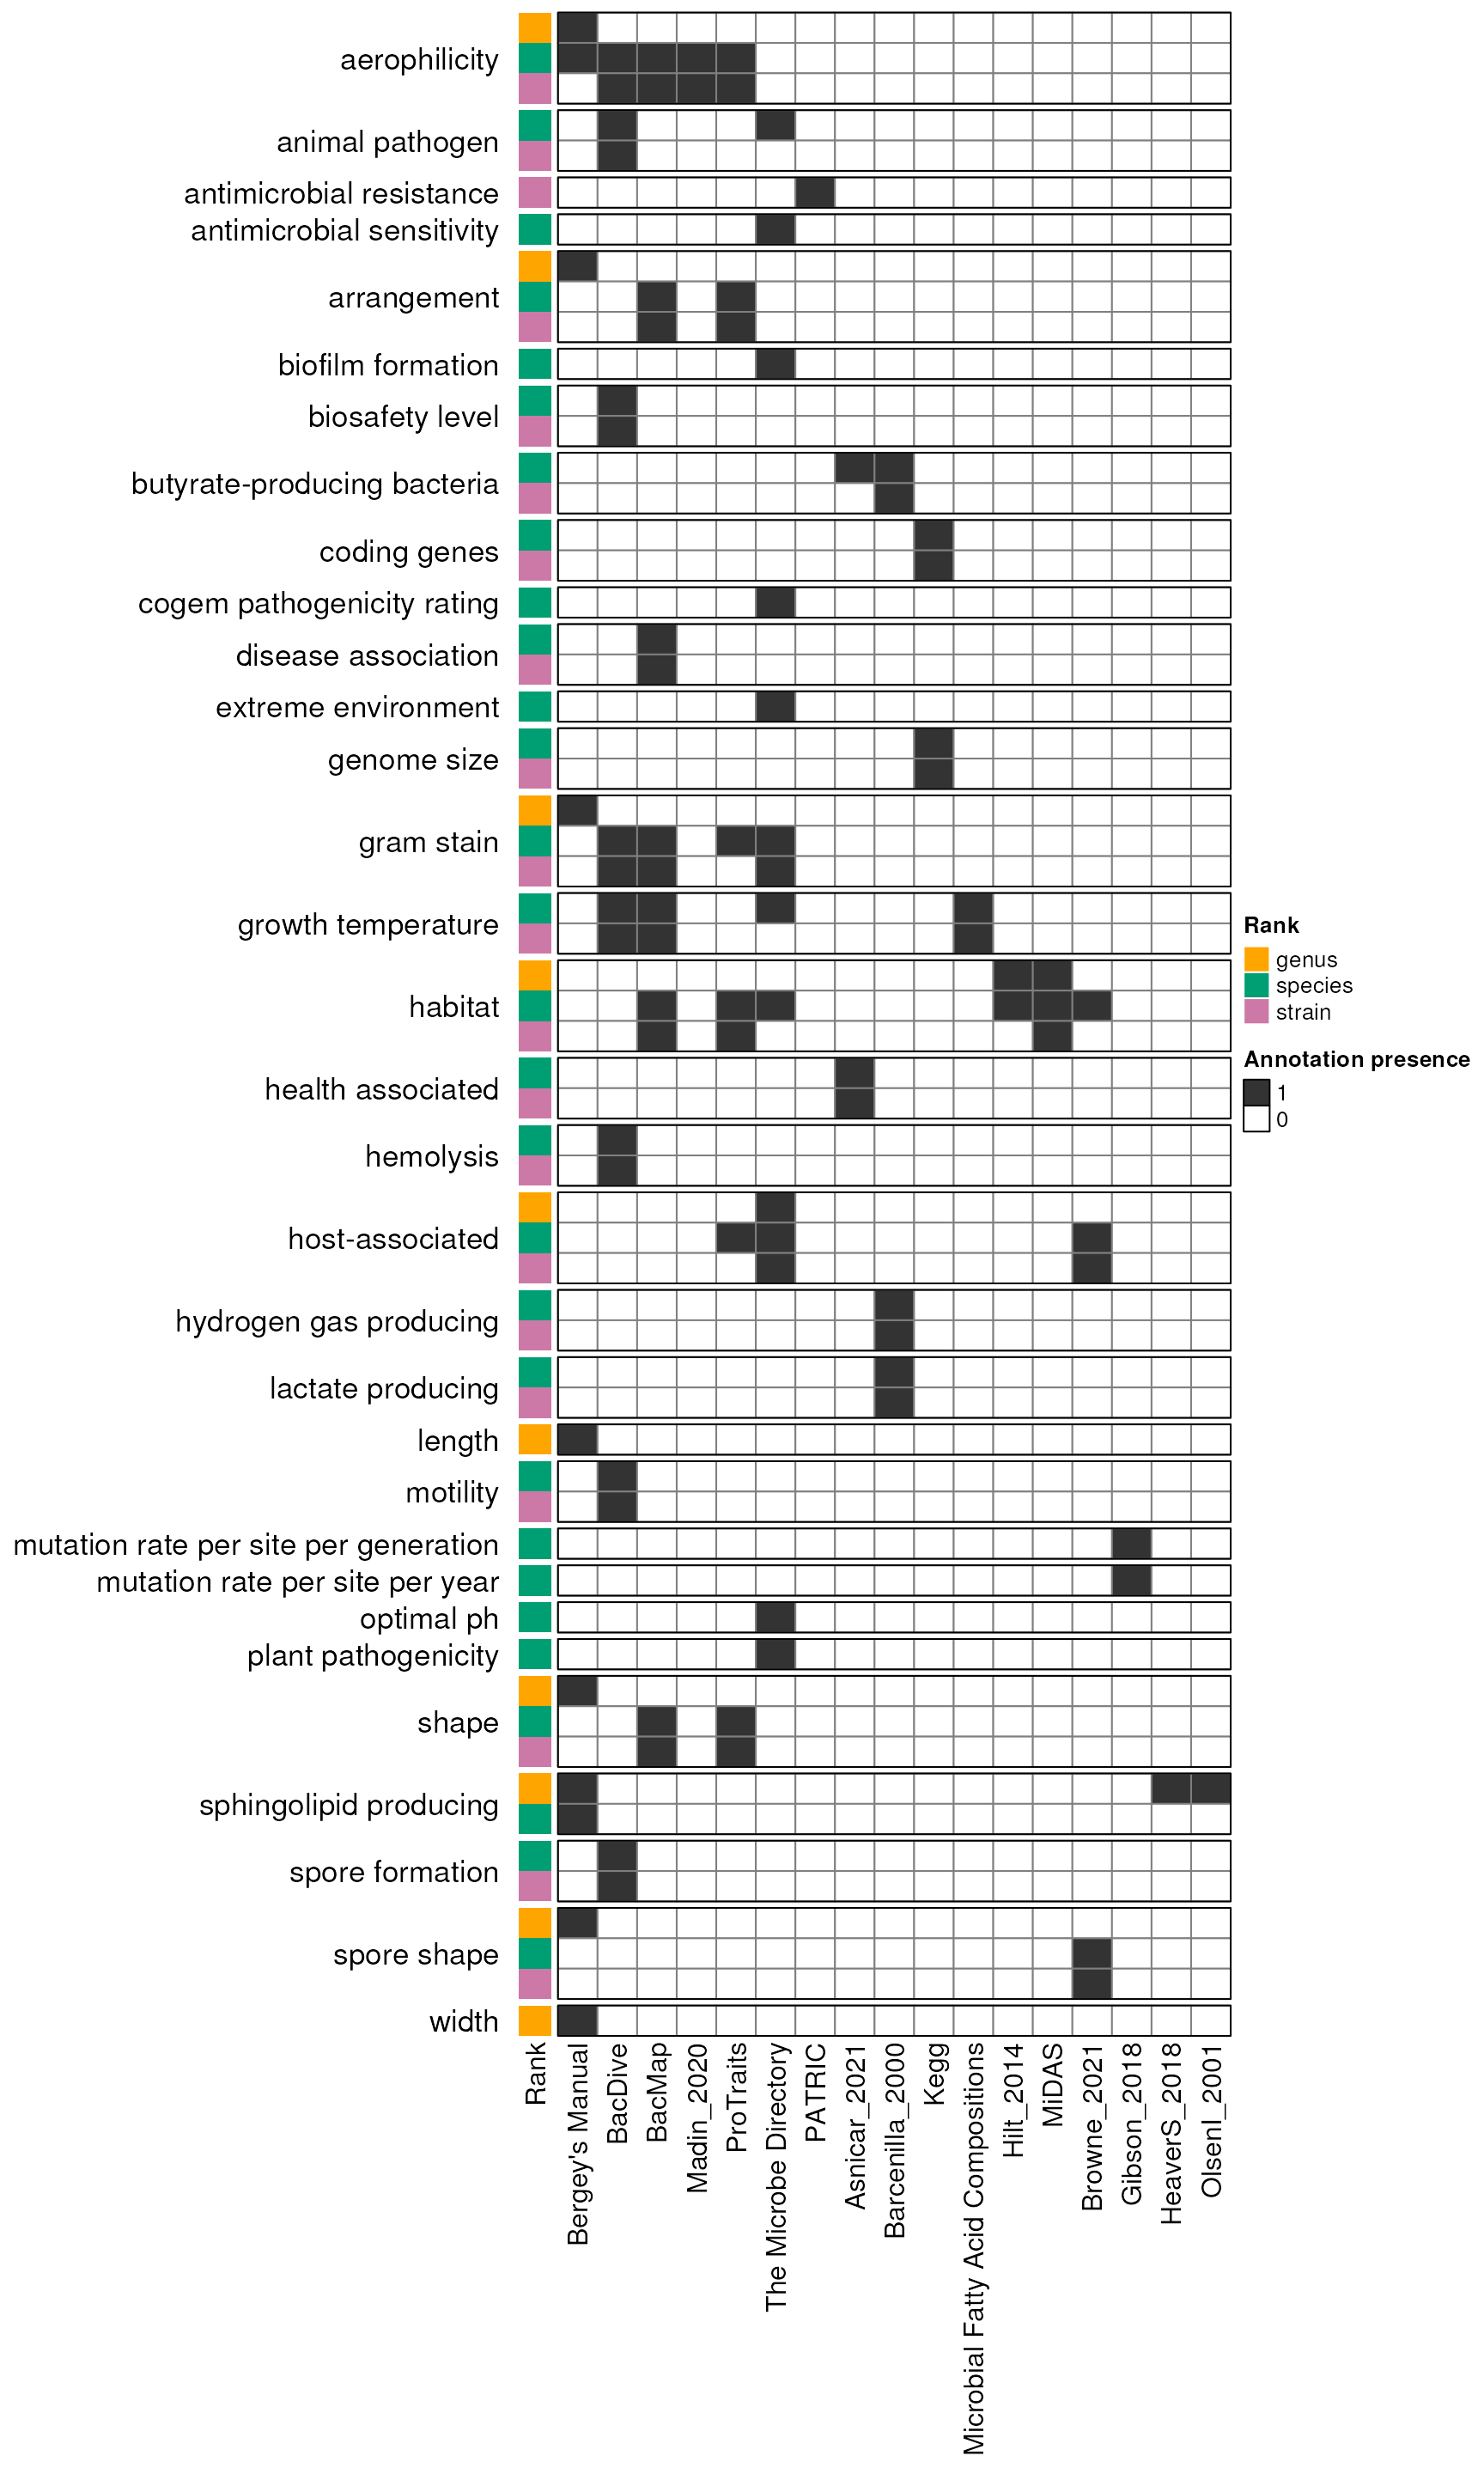 aerophilicity
animal pathogen
antimicrobial resistance
antimicrobial sensitivity
arrangement
biofilm formation
biosafety level
butyrate-producing bacteria
coding genes
cogem pathogenicity rating
disease association
extreme environment
genome size
gram stain
growth temperature
habitat
health associated
hemolysis
host-associated
hydrogen gas producing
lactate producing
length
motility
mutation rate per site per generation
mutation rate per site per year
optimal ph
plant pathogenicity
shape
sphingolipid producing
spore formation
spore shape
width
Rank
Bergey's Manual
BacDive
BacMap
Madin_2020
ProTraits
The Microbe Directory
PATRIC
Asnicar_2021
Barcenilla_2000
Kegg
Microbial Fatty Acid Compositions
Hilt_2014
MiDAS
Browne_2021
Gibson_2018
HeaverS_2018
OlsenI_2001
Rank
genus
species
strain
Annotation presence
1
0